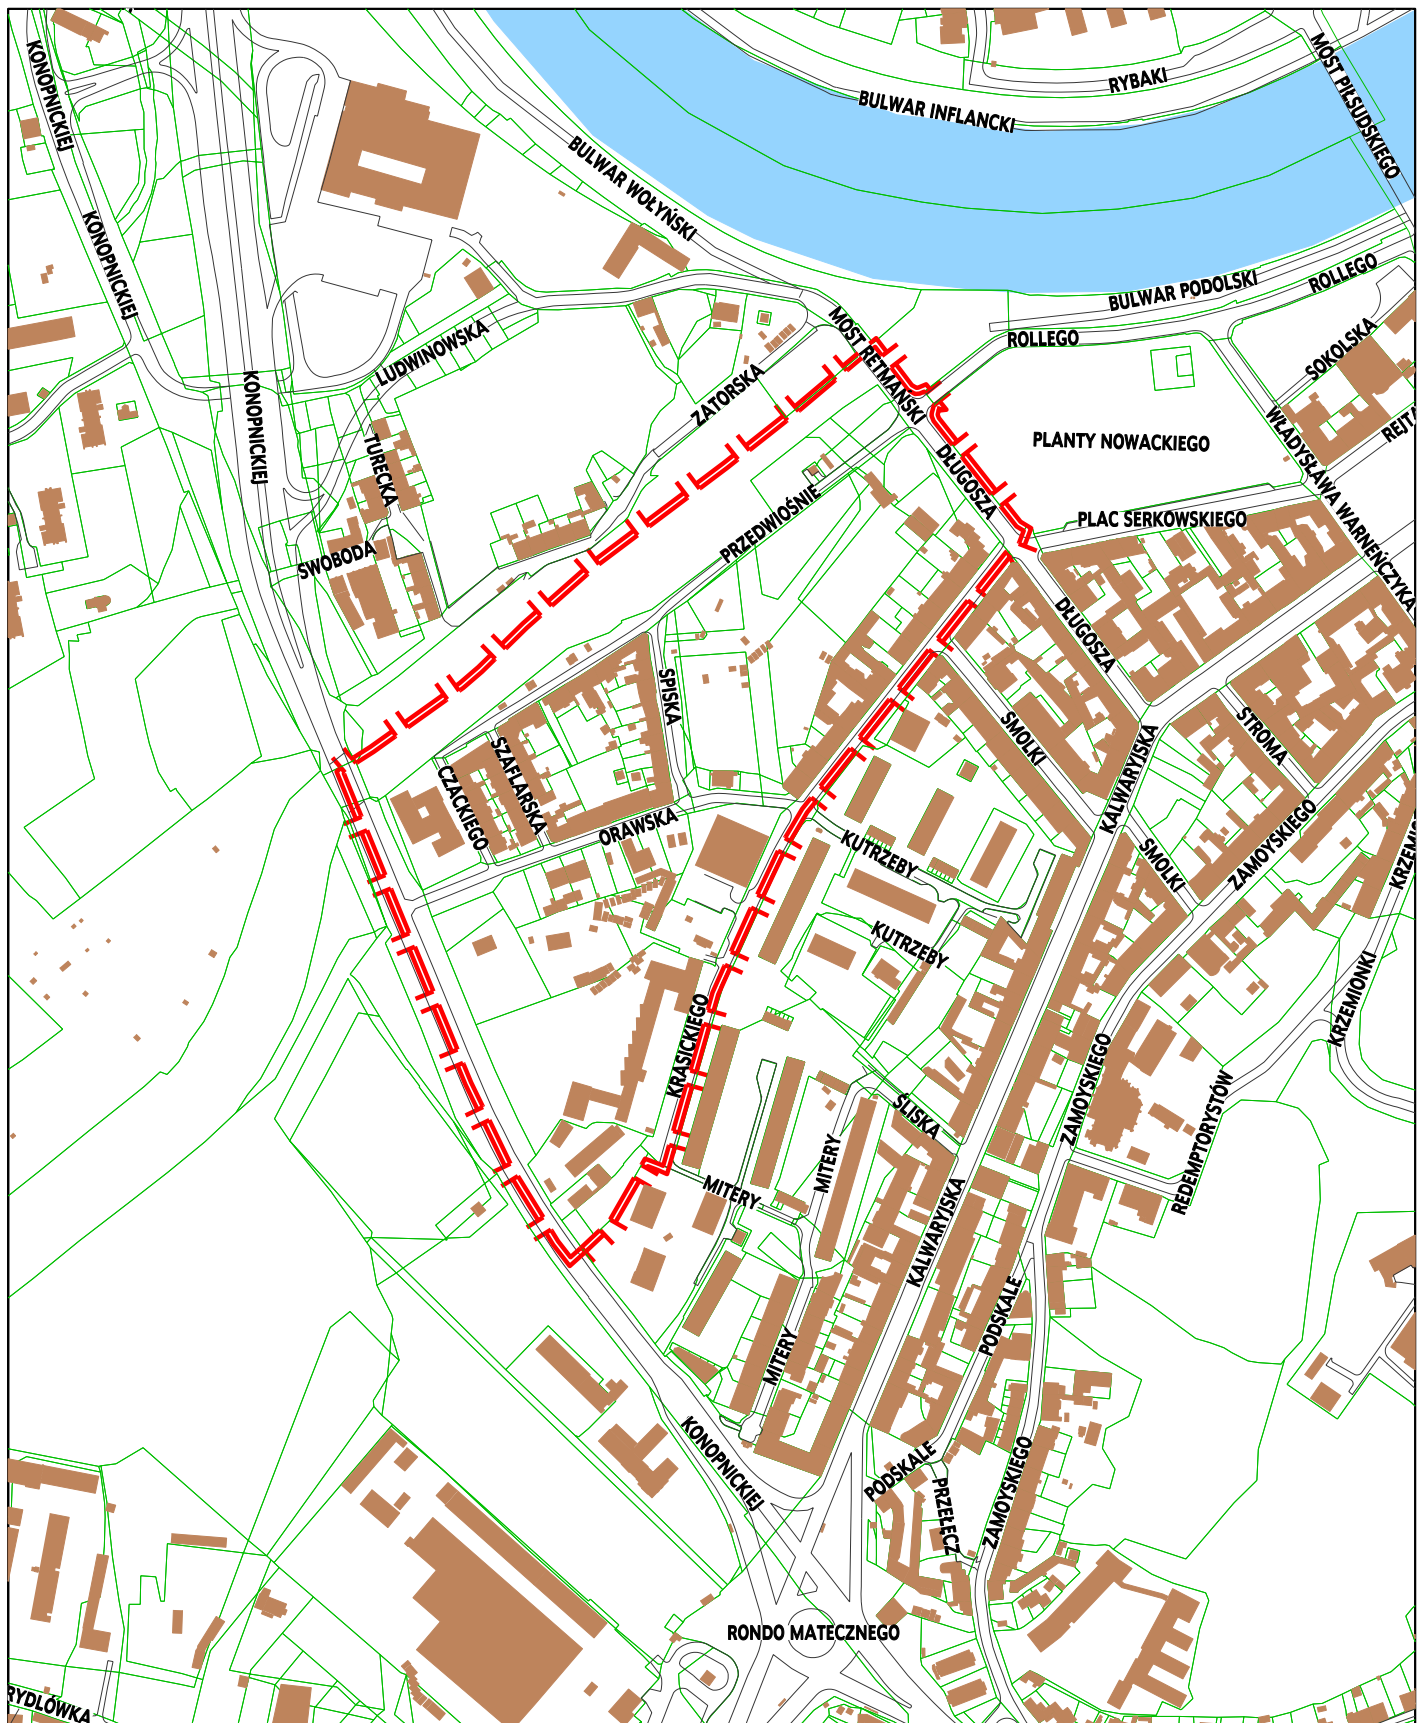 KONOPNICKIEJ
MOST PIŁSUDSKIEGO
RYBAKI
BULWAR INFLANCKI
BULWAR WOŁYŃSKI
KONOPNICKIEJ
BULWAR PODOLSKI
ROLLEGO
LUDWINOWSKA
MOST RETMAŃSKI
ROLLEGO
SOKOLSKA
KONOPNICKIEJ
ZATORSKA
REJTA
TURECKA
PLANTY NOWACKIEGO
WŁADYSŁAWA WARNEŃCZYKA
DŁUGOSZA
PRZEDWIOŚNIE
PLAC SERKOWSKIEGO
SWOBODA
DŁUGOSZA
SPISKA
SMOLKI
STROMA
KALWARYJSKA
SZAFLARSKA
CZACKIEGO
ORAWSKA
KUTRZEBY
SMOLKI
ZAMOYSKIEGO
KRZEMI
KUTRZEBY
KRZEMIONKI
KRASICKIEGO
ZAMOYSKIEGO
ŚLISKA
REDEMPTORYSTÓW
MITERY
MITERY
KALWARYJSKA
PODSKALE
MITERY
KONOPNICKIEJ
PODSKALE
ZAMOYSKIEGO
PRZEŁĘCZ
RONDO MATECZNEGO
RYDLÓWKA